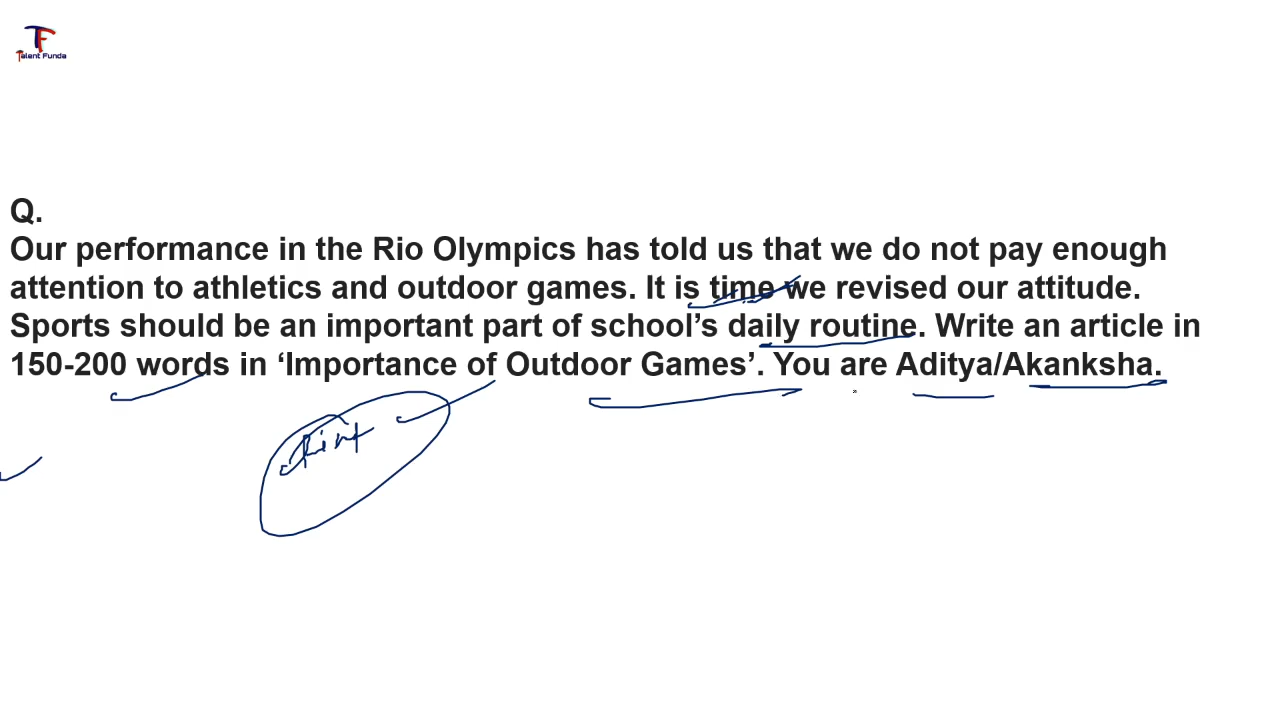 TF
Talent Funda
Q.
Our performance in the Rio Olympics has told us that we do not pay enough
attention to athletics and outdoor games. It is time we revised our attitude.
Sports should be an important part of school’s daily routine. Write an article in
150-200 words in ‘Importance of Outdoor Games’. You are Aditya/Akanksha.